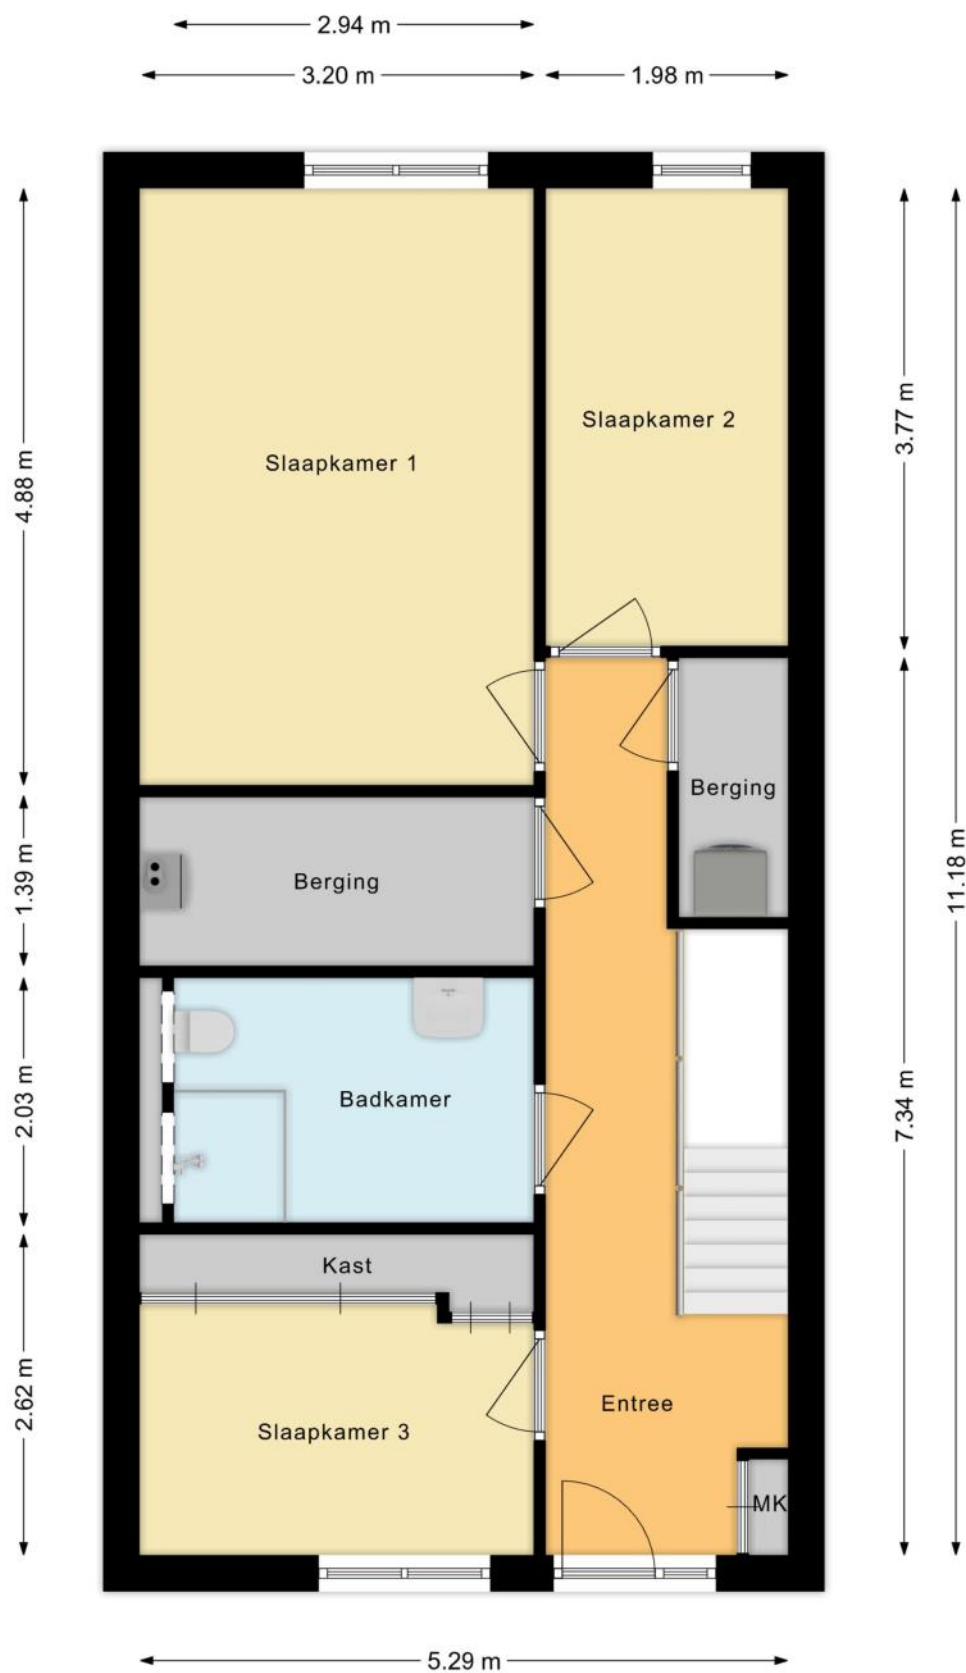 2.94 m
3.20 m
1.98 m
Slaapkamer 1
Slaapkamer 2
4.88 m
3.77 m
Berging
Berging
1.39 m
11.18 m
Badkamer
2.03 m
7.34 m
Kast
Slaapkamer 3
Entree
2.62 m
MK
5.29 m